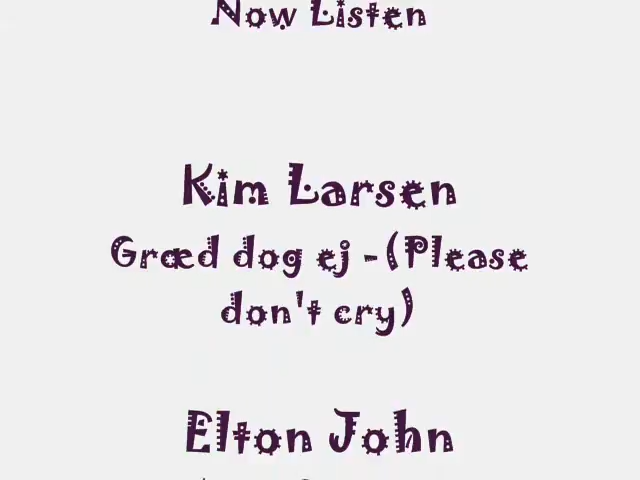 Now Listen
Kim Larsen
Græd dog ej -(Please
don't cry)
Elton John